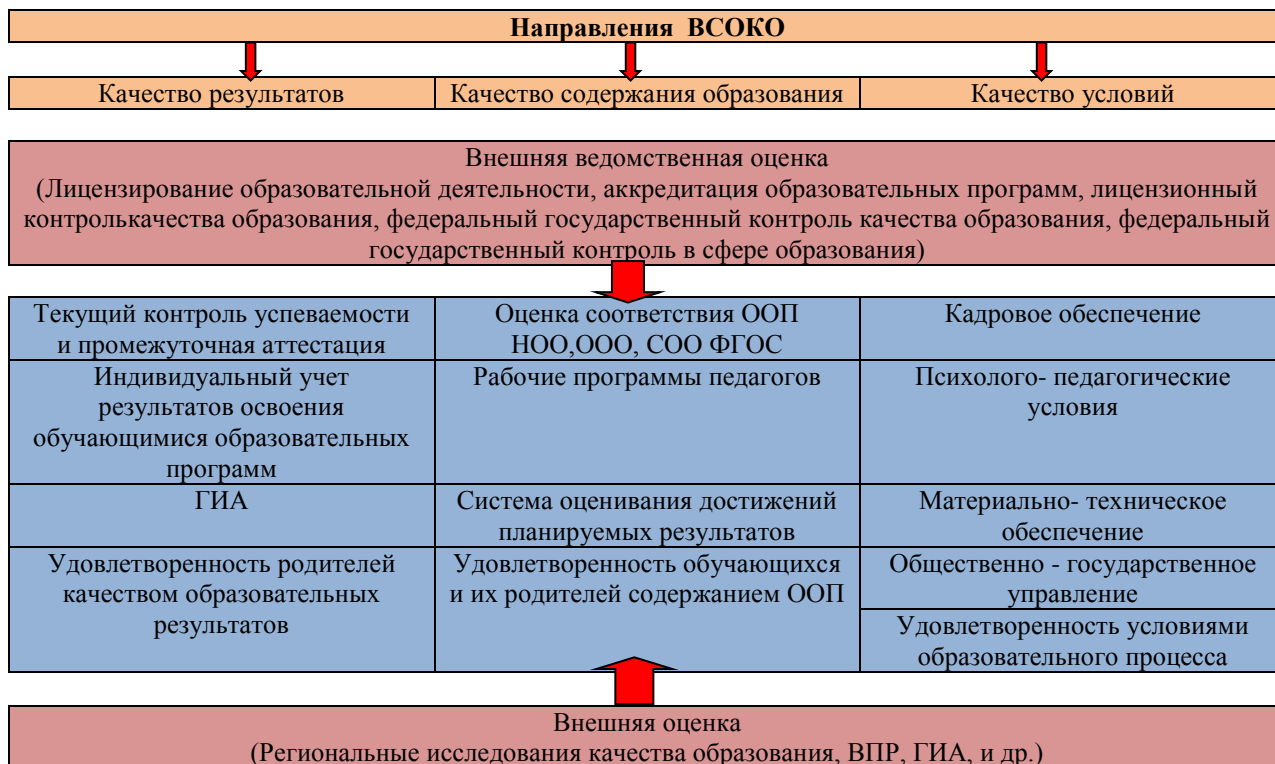 Направления ВСОКО
Качество результатов
Качество содержания образования
Качество условий
Внешняя ведомственная оценка
(Лицензирование образовательной деятельности, аккредитация образовательных программ, лицензионный
контролькачества образования, федеральный государственный контроль качества образования, федеральный
государственный контроль в сфере образования)
Текущий контроль успеваемости
и промежуточная аттестация
Оценка соответствия ООП
НОО,ООО, СОО ФГОС
Кадровое обеспечение
Индивидуальный учет
результатов освоения
обучающимися образовательных
программ
Рабочие программы педагогов
Психолого- педагогические
условия
ГИА
Система оценивания достижений
планируемых результатов
Материально- техническое
обеспечение
Удовлетворенность родителей
качеством образовательных
результатов
Удовлетворенность обучающихся
и их родителей содержанием ООП
Общественно - государственное
управление
Удовлетворенность условиями
образовательного процесса
Внешняя оценка
(Региональные исследования качества образования, ВПР, ГИА, и др.)